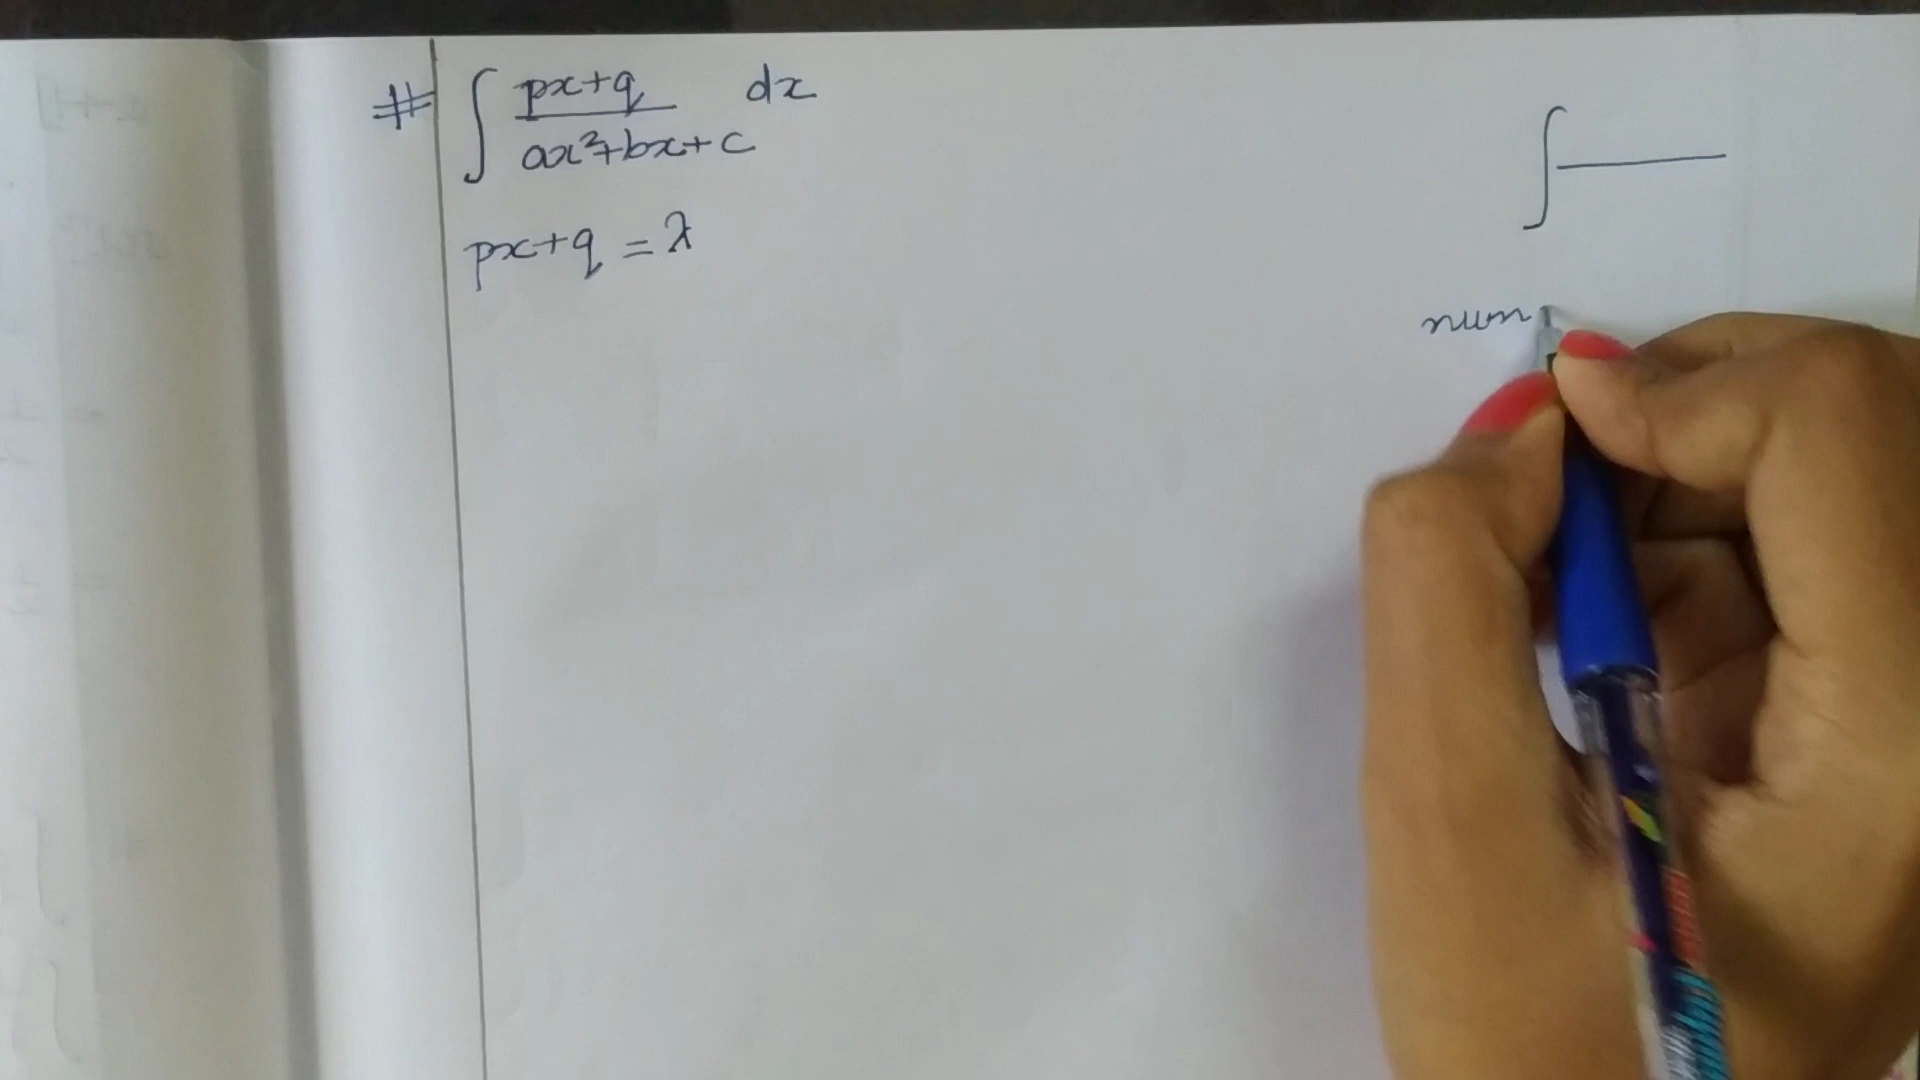 # ∫ px+q / ax²+bx+c dx
px+q = λ
∫
num